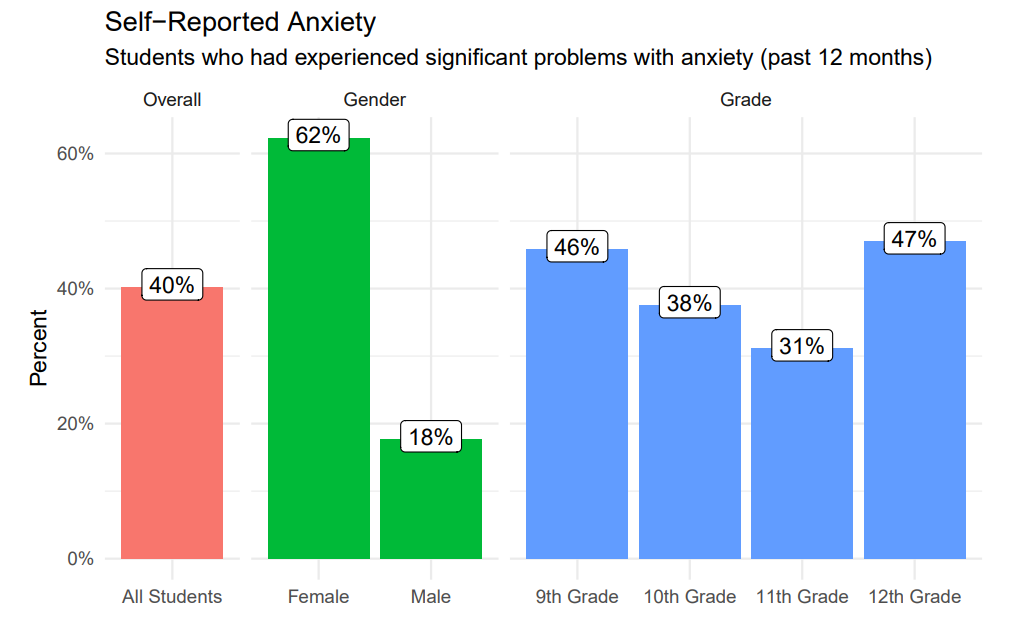 Self−Reported Anxiety
Students who had experienced significant problems with anxiety (past 12 months)
Overall Gender Grade
Percent
60%
40%
20%
0%
40%
62%
18%
46%
38%
31%
47%
All Students Female Male 9th Grade 10th Grade 11th Grade 12th Grade